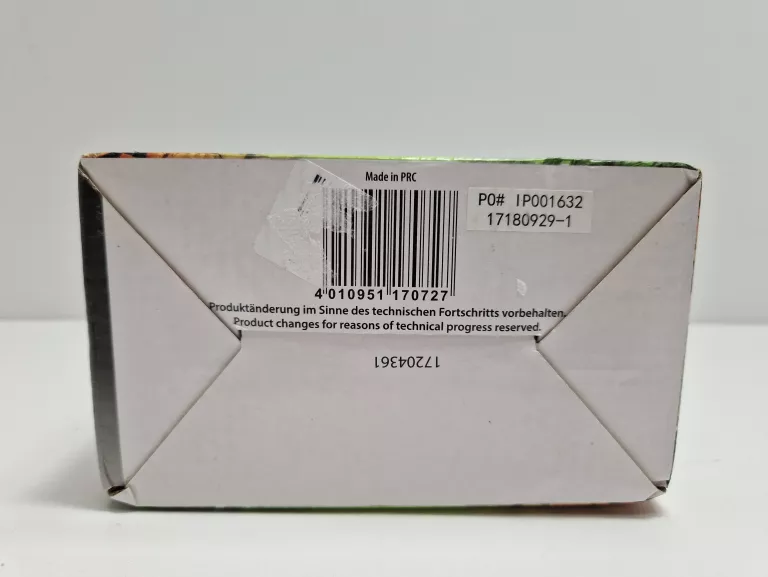 Made in PRC
PO# IP001632
17180929-1
4 010951 170727
Produktänderung im Sinne des technischen Fortschritts vorbehalten.
Product changes for reasons of technical progress reserved.
17204361